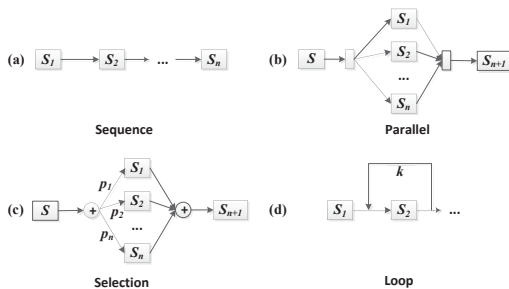 (a) S1 S2 ... Sn
Sequence
(b) S S1 S2 ... Sn Sn+1
Parallel
(c) S + p1 p2 pn S1 S2 ... Sn + Sn+1
Selection
(d) S1 k S2 ...
Loop